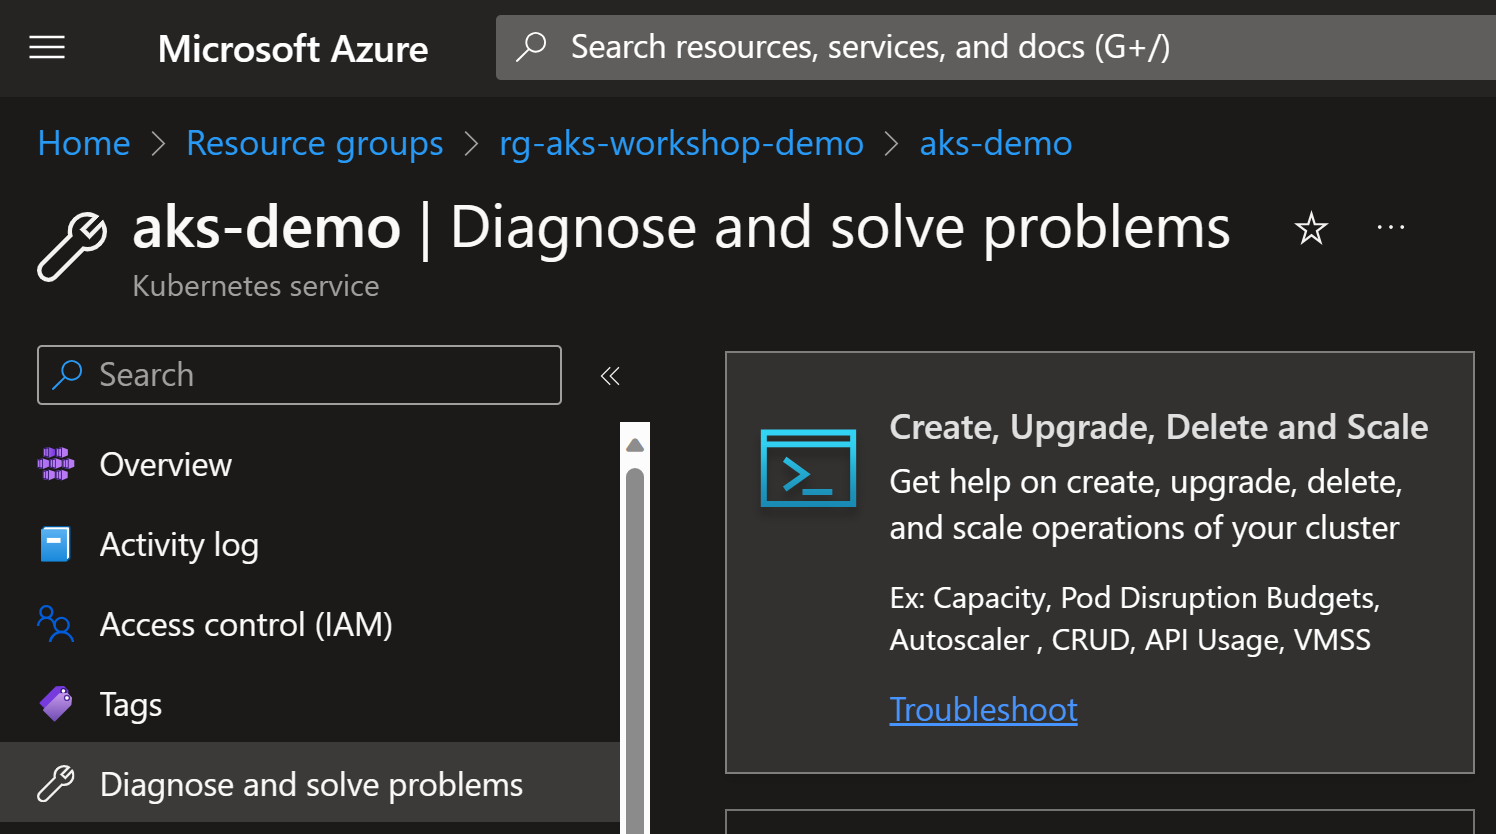 Microsoft Azure
Search resources, services, and docs (G+/)
Home > Resource groups > rg-aks-workshop-demo > aks-demo
aks-demo | Diagnose and solve problems
Kubernetes service
Search
Overview
Activity log
Access control (IAM)
Tags
Diagnose and solve problems
Create, Upgrade, Delete and Scale
Get help on create, upgrade, delete,
and scale operations of your cluster
Ex: Capacity, Pod Disruption Budgets,
Autoscaler , CRUD, API Usage, VMSS
Troubleshoot